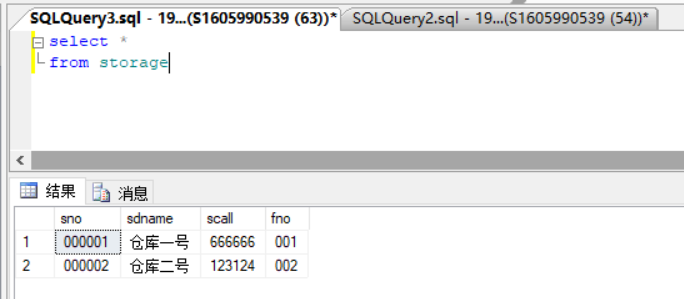 SQLQuery3.sql - 19...(S1605990539 (63))* SQLQuery2.sql - 19...(S1605990539 (54))*
select *
from storage
结果 消息
sno sdname scall fno
1 000001 仓库一号 666666 001
2 000002 仓库二号 123124 002